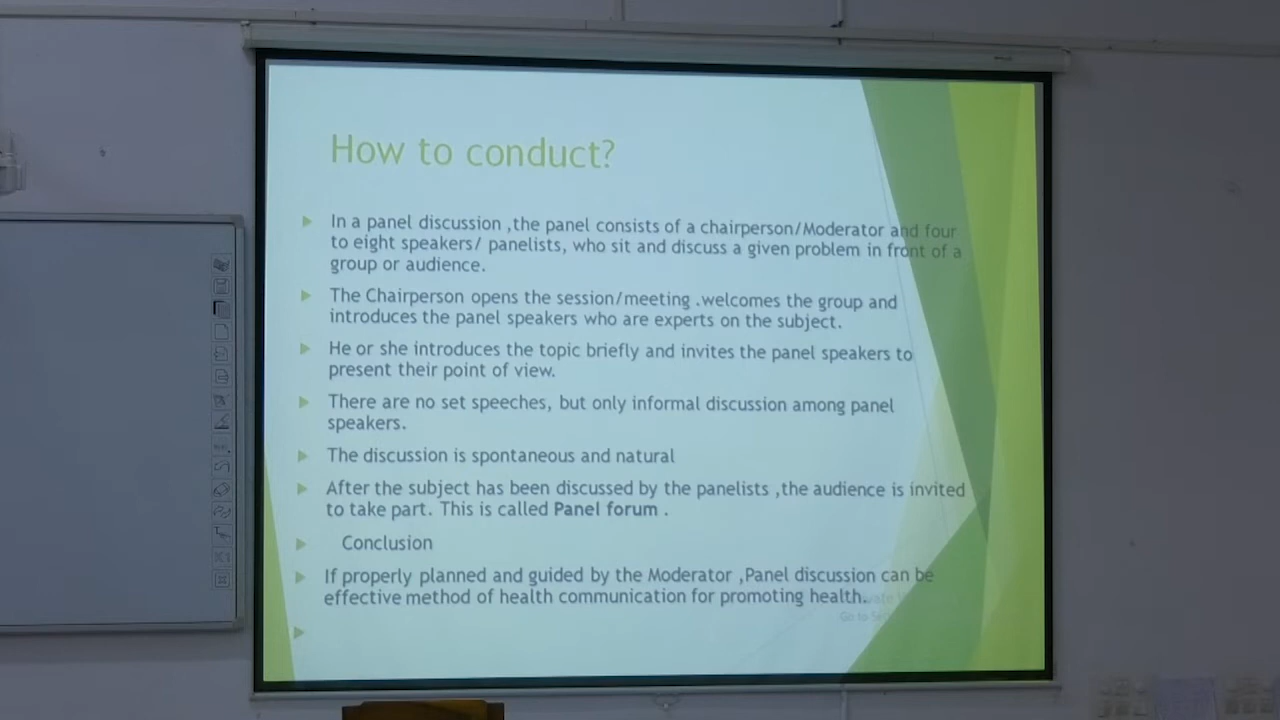 How to conduct?
In a panel discussion ,the panel consists of a chairperson/Moderator and four
to eight speakers/ panelists, who sit and discuss a given problem in front of a
group or audience.
The Chairperson opens the session/meeting .welcomes the group and
introduces the panel speakers who are experts on the subject.
He or she introduces the topic briefly and invites the panel speakers to
present their point of view.
There are no set speeches, but only informal discussion among panel
speakers.
The discussion is spontaneous and natural
After the subject has been discussed by the panelists ,the audience is invited
to take part. This is called Panel forum .
Conclusion
If properly planned and guided by the Moderator ,Panel discussion can be
effective method of health communication for promoting health.
Go to